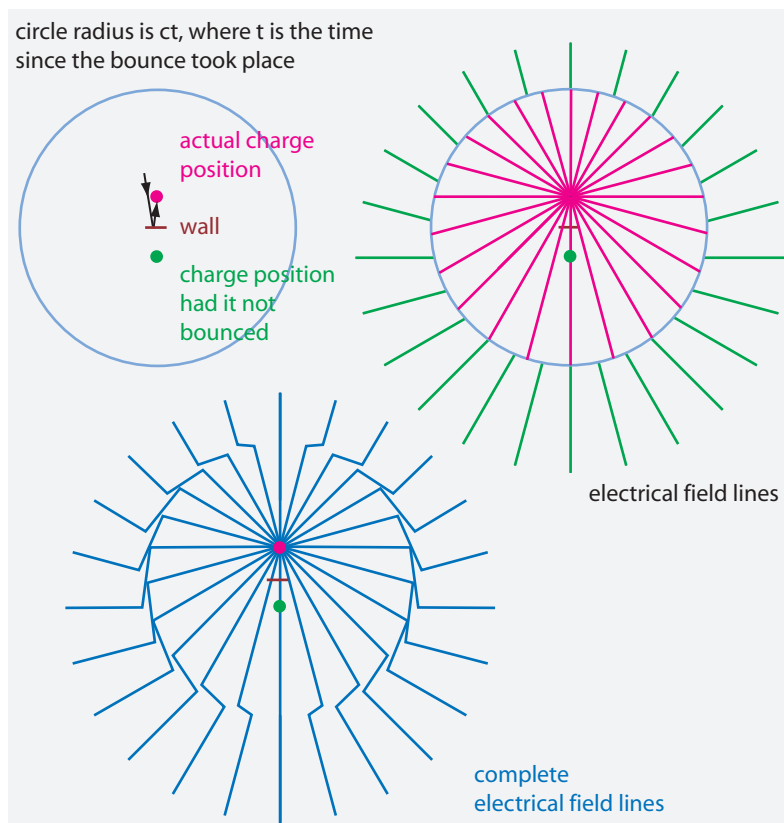 circle radius is ct, where t is the time
since the bounce took place
actual charge
position
wall
charge position
had it not
bounced
electrical field lines
complete
electrical field lines